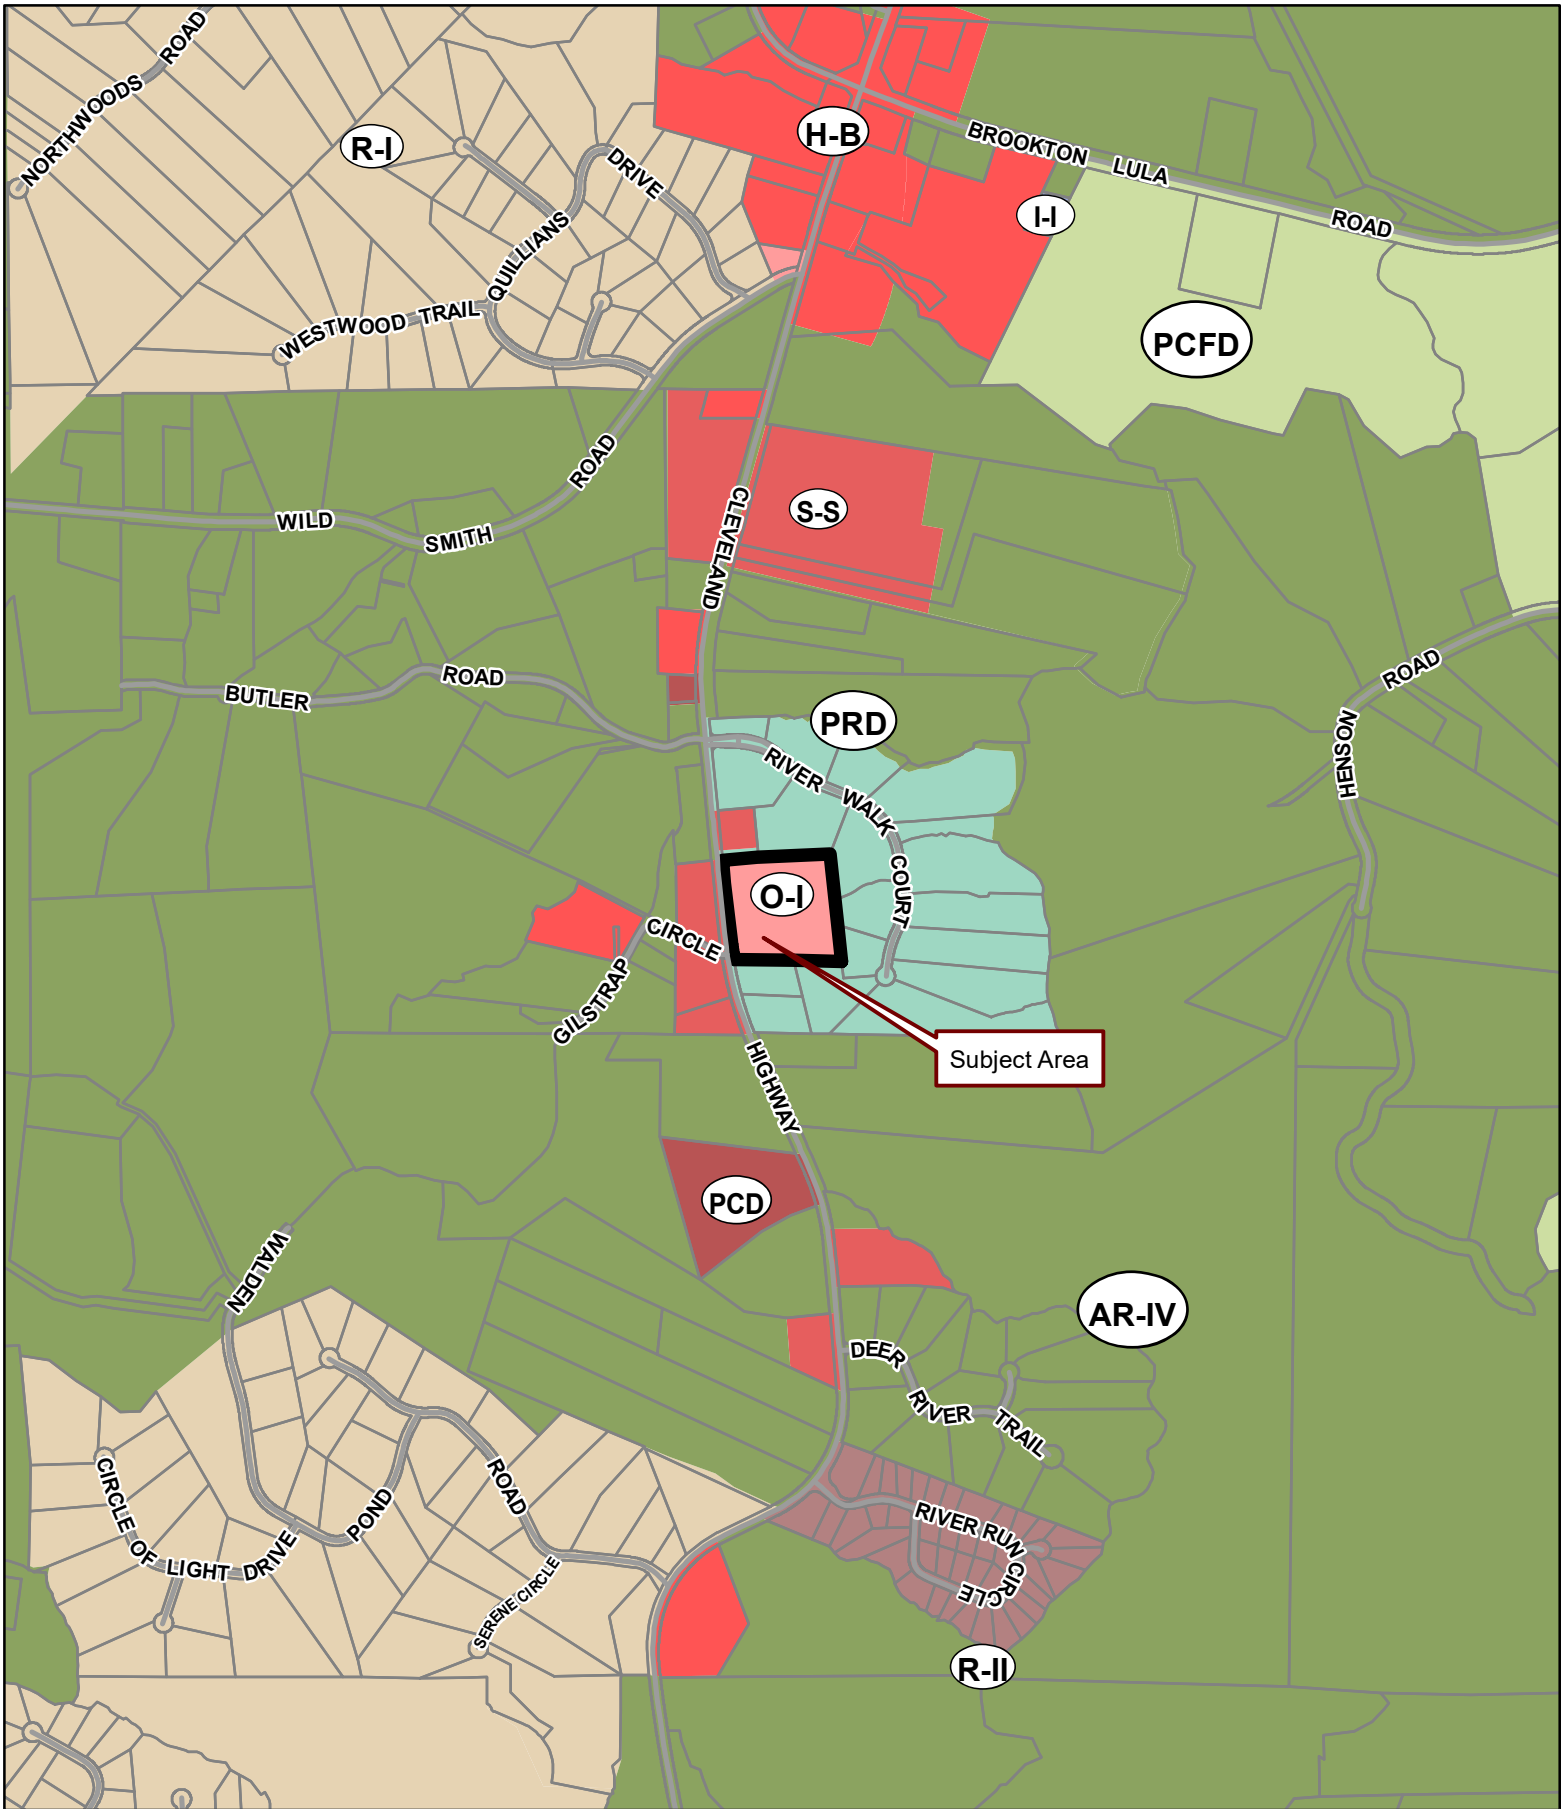 NORTHWOODS ROAD
R-I
H-B
DRIVE
BROOKTON LULA ROAD
I-I
QUILLIANS
WESTWOOD TRAIL
PCFD
ROAD
CLEVELAND
S-S
WILD
SMITH
ROAD
BUTLER
ROAD
PRD
HENSON
RIVER WALK COURT
O-I
CIRCLE
GILSTRAP
Subject Area
HIGHWAY
PCD
WALDEN
AR-IV
DEER RIVER TRAIL
CIRCLE OF LIGHT DRIVE
POND
ROAD
RIVER RUN CIRCLE
SERENE CIRCLE
R-II